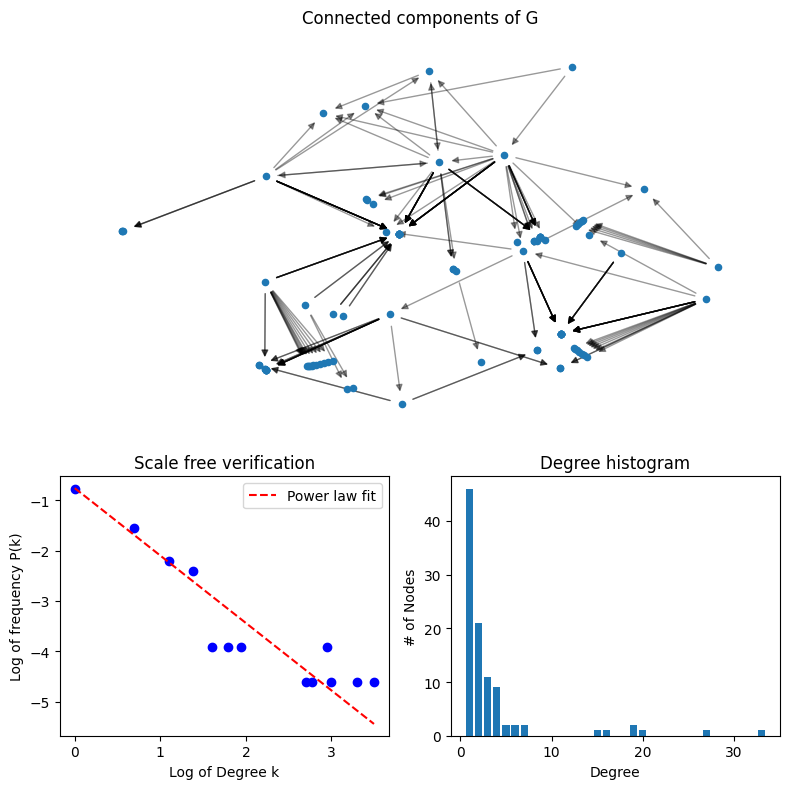 Connected components of G
Scale free verification
Power law fit
Log of frequency P(k)
−1
−2
−3
−4
−5
0 1 2 3
Log of Degree k
Degree histogram
# of Nodes
40
30
20
10
0
0 10 20 30
Degree